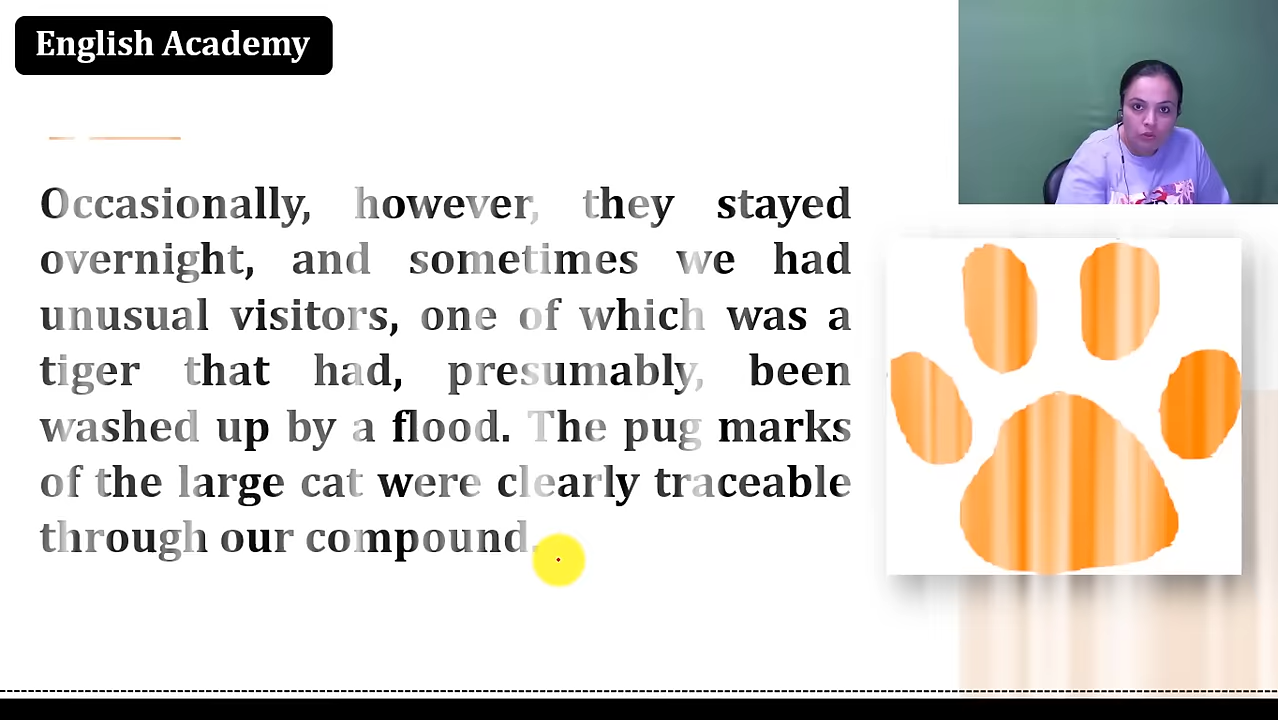 English Academy
Occasionally, however, they stayed
overnight, and sometimes we had
unusual visitors, one of which was a
tiger that had, presumably, been
washed up by a flood. The pug marks
of the large cat were clearly traceable
through our compound.